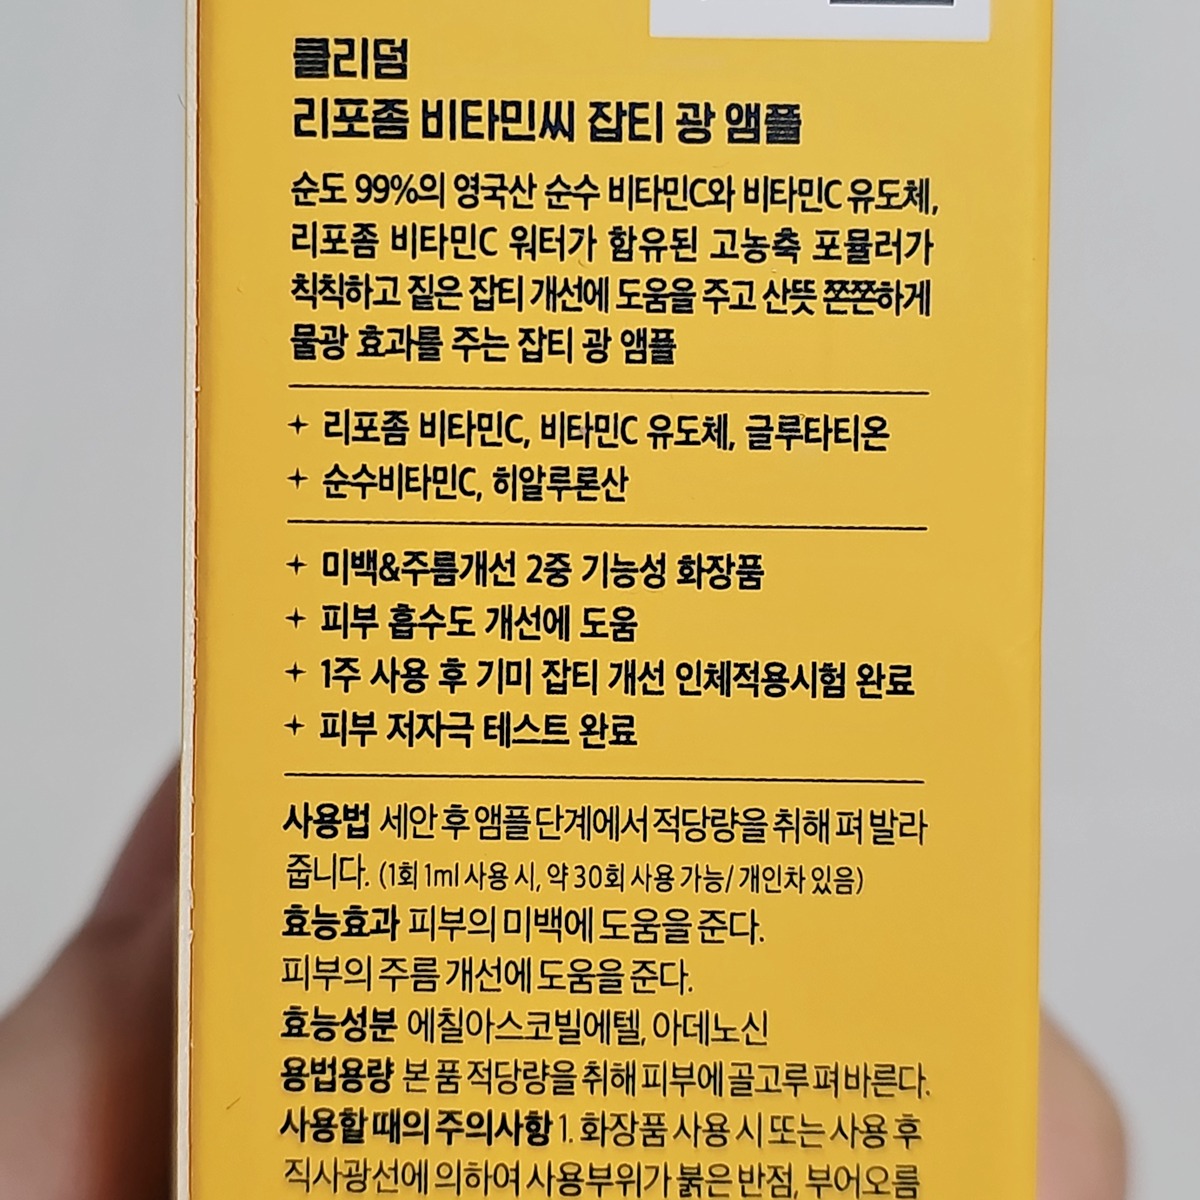 클리덤
리포좀 비타민씨 잡티 광 앰플
순도 99%의 영국산 순수 비타민C와 비타민C 유도체,
리포좀 비타민C 워터가 함유된 고농축 포뮬러가
칙칙하고 짙은 잡티 개선에 도움을 주고 산뜻 쫀쫀하게
물광 효과를 주는 잡티 광 앰플
+ 리포좀 비타민C, 비타민C 유도체, 글루타티온
+ 순수비타민C, 히알루론산
+ 미백&주름개선 2중 기능성 화장품
+ 피부 흡수도 개선에 도움
+ 1주 사용 후 기미 잡티 개선 인체적용시험 완료
+ 피부 저자극 테스트 완료
사용법 세안 후 앰플 단계에서 적당량을 취해 펴 발라
줍니다. (1회 1ml 사용 시, 약 30회 사용 가능/ 개인차 있음)
효능효과 피부의 미백에 도움을 준다.
피부의 주름 개선에 도움을 준다.
효능성분 에칠아스코빌에텔, 아데노신
용법용량 본 품 적당량을 취해 피부에 골고루 펴 바른다.
사용할 때의 주의사항 1. 화장품 사용 시 또는 사용 후
직사광선에 의하여 사용부위가 붉은 반점, 부어오름